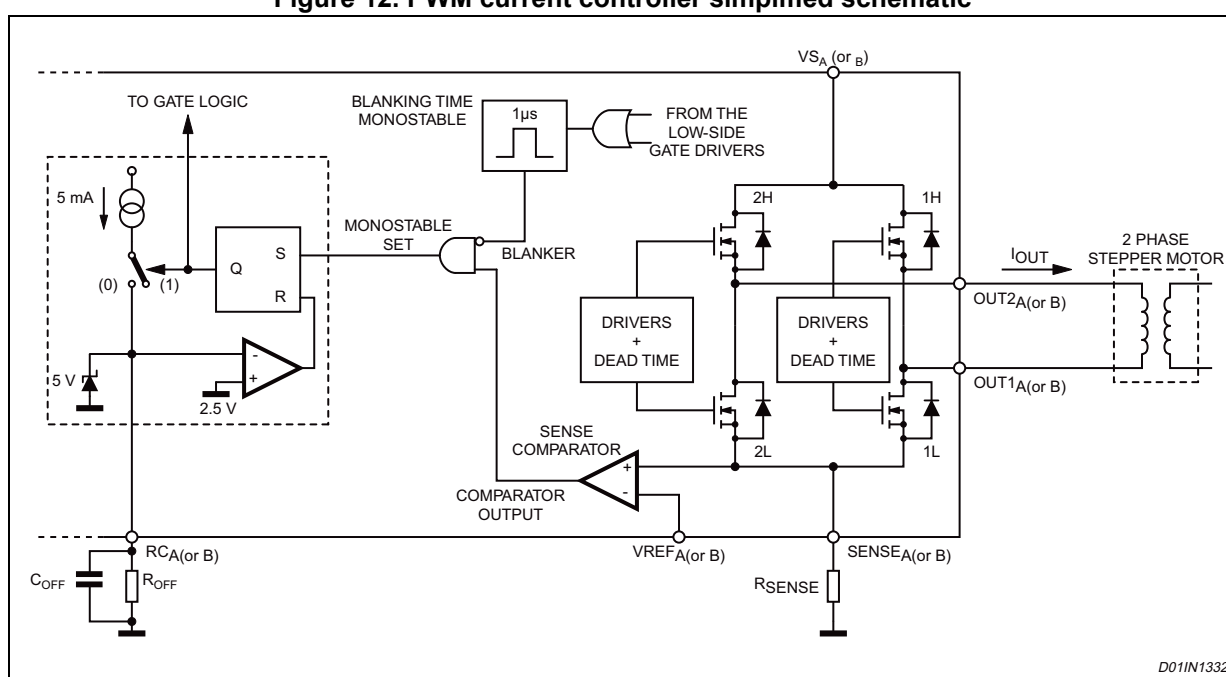 Figure 12. PWM current controller simplified schematic
VSA (or B)
TO GATE LOGIC
BLANKING TIME
MONOSTABLE
1µs
FROM THE
LOW-SIDE
GATE DRIVERS
5 mA
2H
1H
MONOSTABLE
SET
BLANKER
IOUT
2 PHASE
STEPPER MOTOR
Q
S
R
(0)
(1)
OUT2A(or B)
DRIVERS
+
DEAD TIME
DRIVERS
+
DEAD TIME
5 V
-
+
2.5 V
OUT1A(or B)
SENSE
COMPARATOR
2L
1L
+
-
COMPARATOR
OUTPUT
RCA(or B)
VREFA(or B)
SENSEA(or B)
COFF
ROFF
RSENSE
D01IN1332